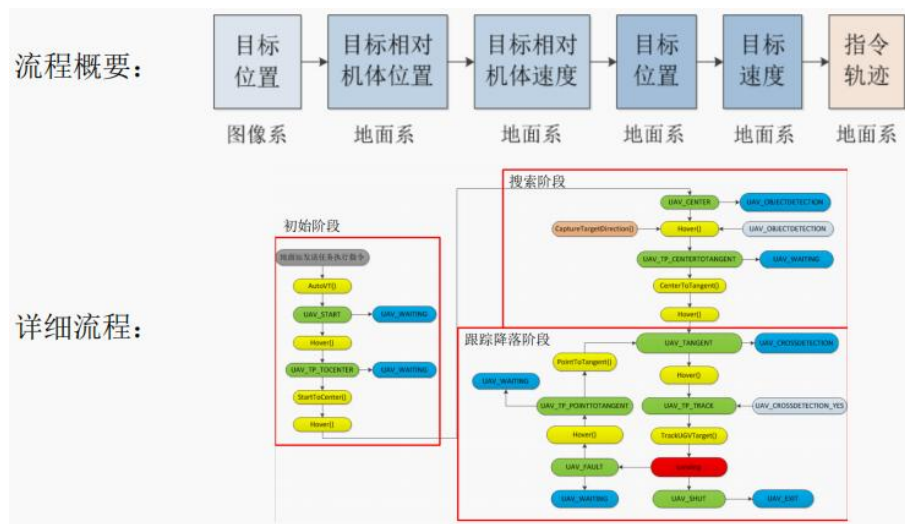 流程概要：
目标
位置
目标相对
机体位置
目标相对
机体速度
目标
位置
目标
速度
指令
轨迹
图像系
地面系
地面系
地面系
地面系
地面系
详细流程：
初始阶段
AutoVT()
UAV_START
UAV_WAITING
Hover()
UAV_TP_TOCENTER
UAV_WAITING
StartToCenter()
Hover()
搜索阶段
UAV_CENTER
UAV_OBJECTDETECTION
CaptureTargetDirection()
Hover()
UAV_OBJECTDETECTION
UAV_TP_CENTERTOTANGENT
UAV_WAITING
CenterToTangent()
Hover()
跟踪降落阶段
UAV_TANGENT
UAV_CROSSDETECTION
PointToTangent()
Hover()
UAV_WAITING
UAV_TP_POINTTOTANGENT
UAV_TP_TRACK
UAV_CROSSDETECTION_YES
Hover()
TrackUGVTarget()
UAV_FAULT
UAV_WAITING
UAV_SHUT
UAV_EXIT